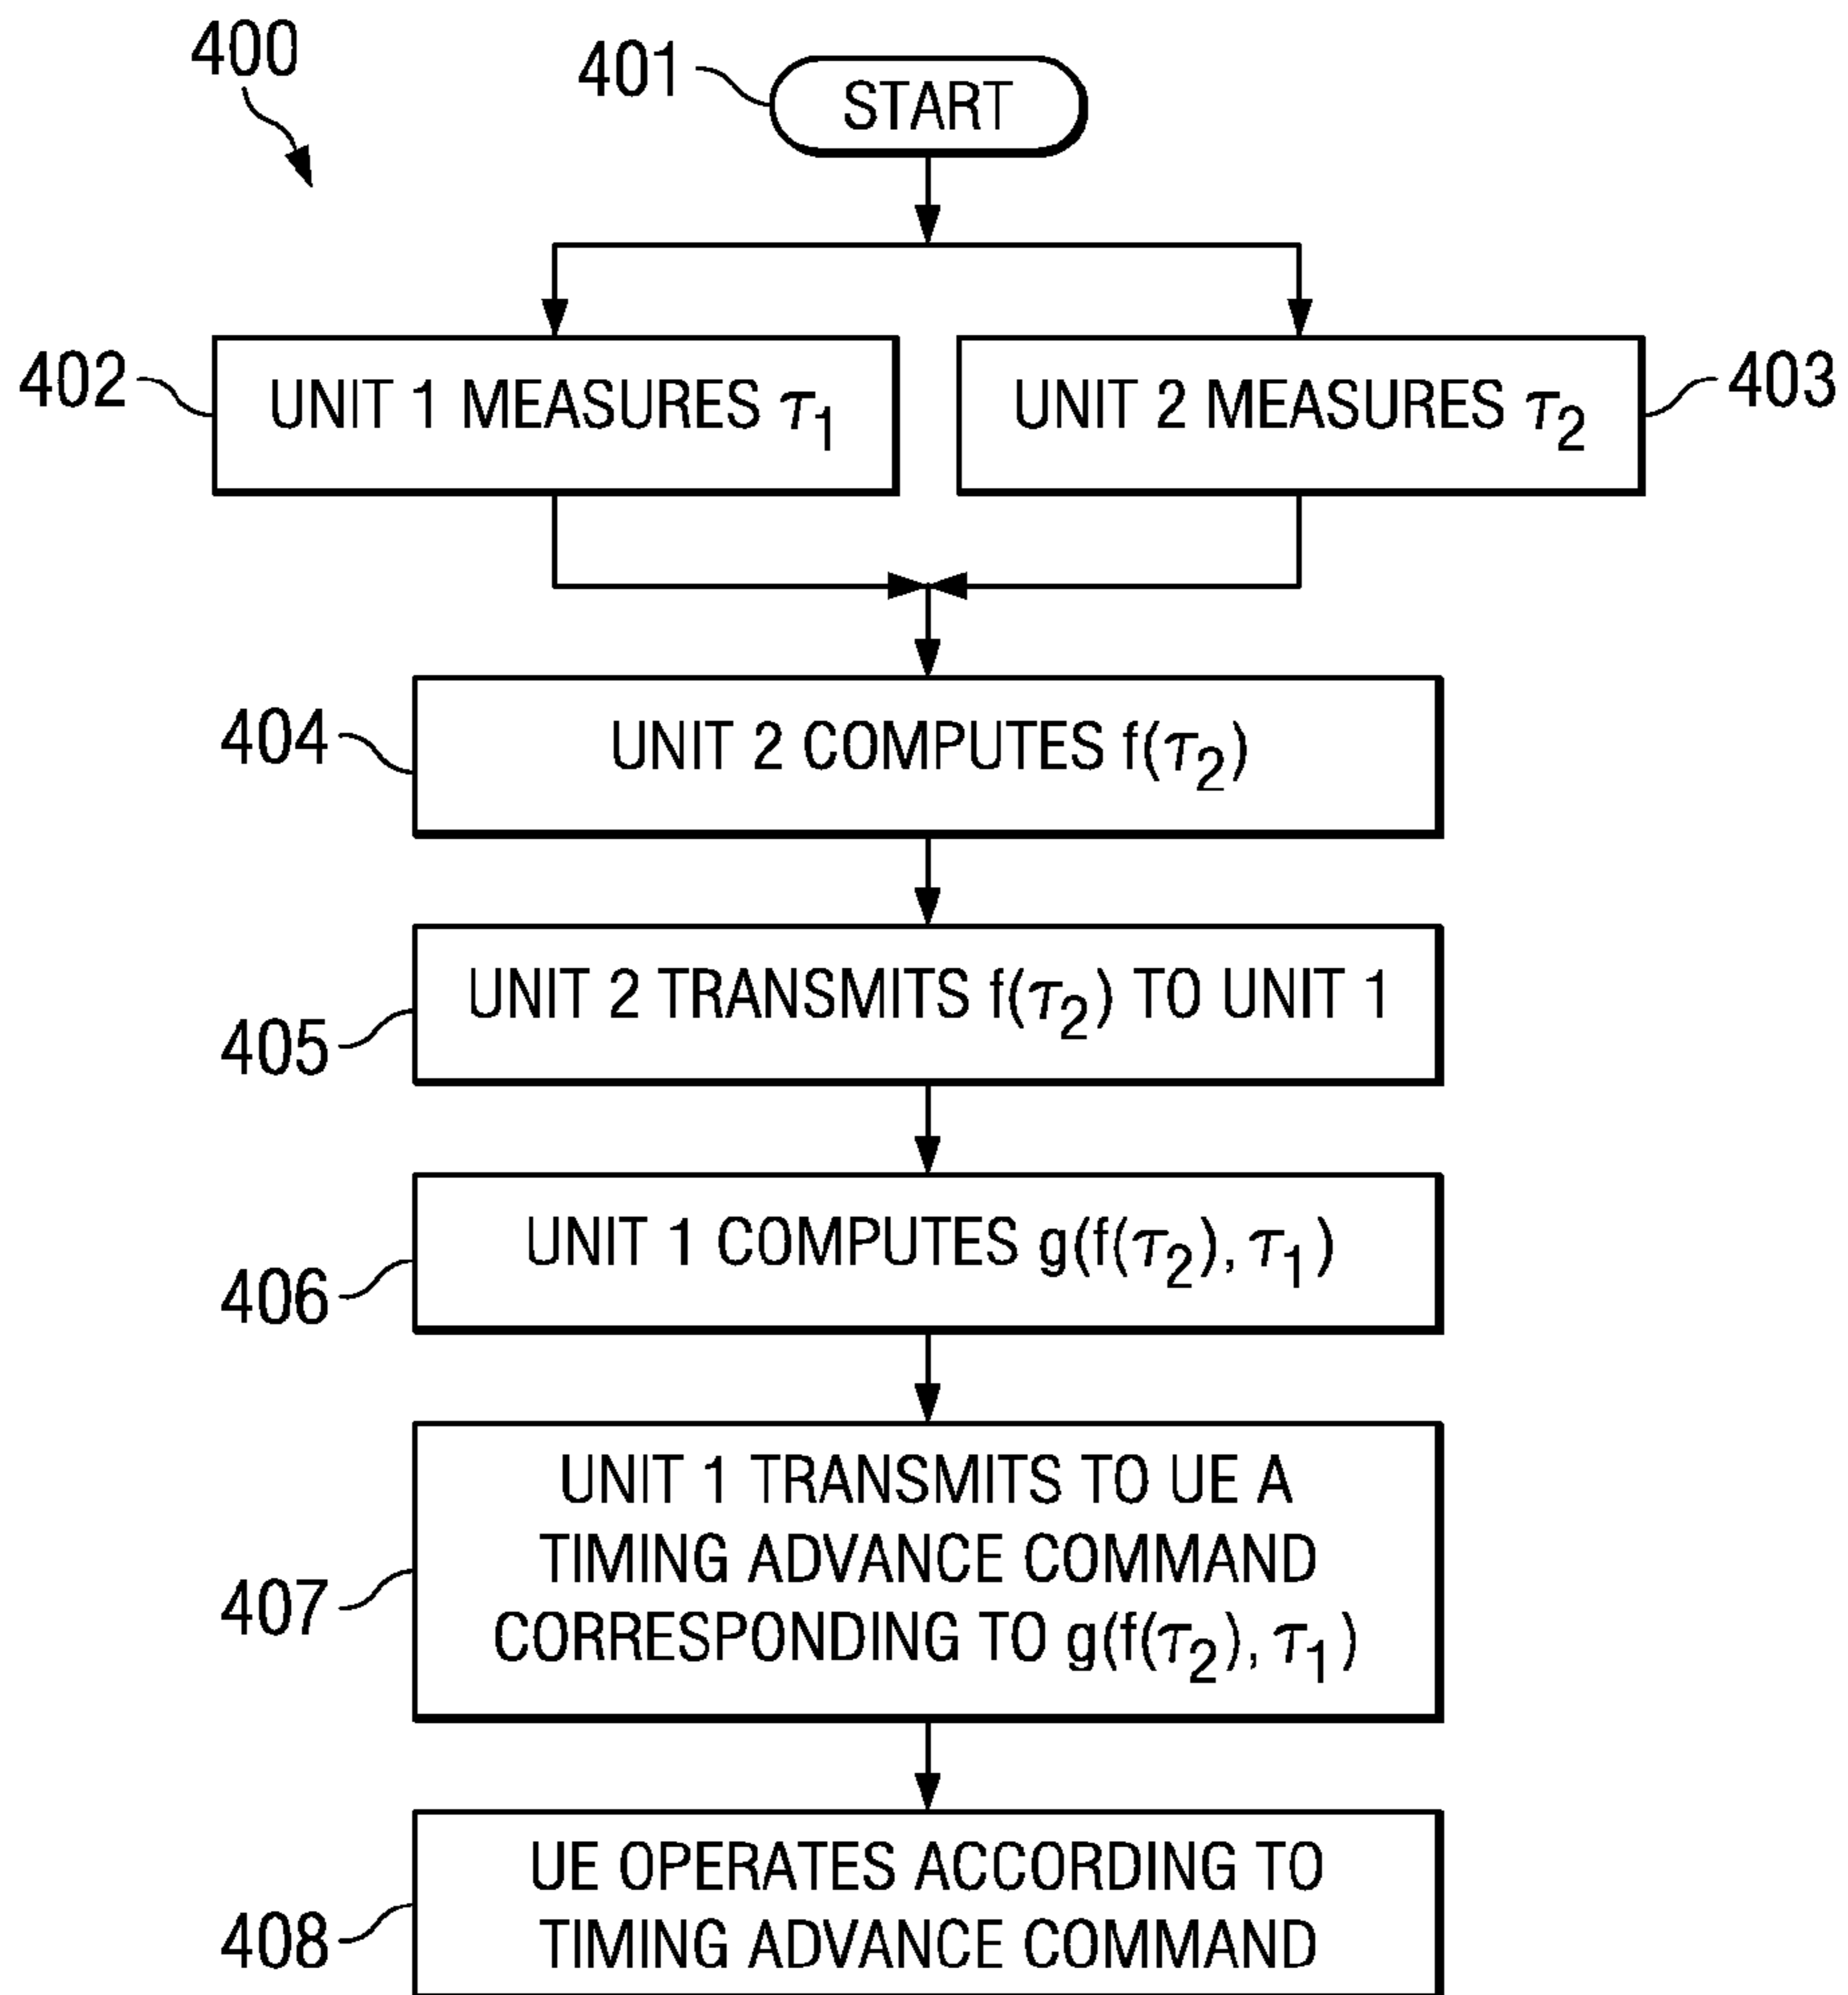 400
401
START
402
UNIT 1 MEASURES τ1
UNIT 2 MEASURES τ2
403
404
UNIT 2 COMPUTES f(τ2)
405
UNIT 2 TRANSMITS f(τ2) TO UNIT 1
406
UNIT 1 COMPUTES g(f(τ2), τ1)
407
UNIT 1 TRANSMITS TO UE A
TIMING ADVANCE COMMAND
CORRESPONDING TO g(f(τ2), τ1)
408
UE OPERATES ACCORDING TO
TIMING ADVANCE COMMAND